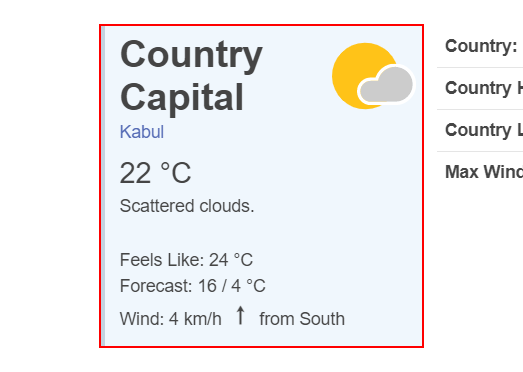 Country
Capital
Kabul
22 °C
Scattered clouds.
Feels Like: 24 °C
Forecast: 16 / 4 °C
Wind: 4 km/h ↑ from South
Country:
Country
Country
Max